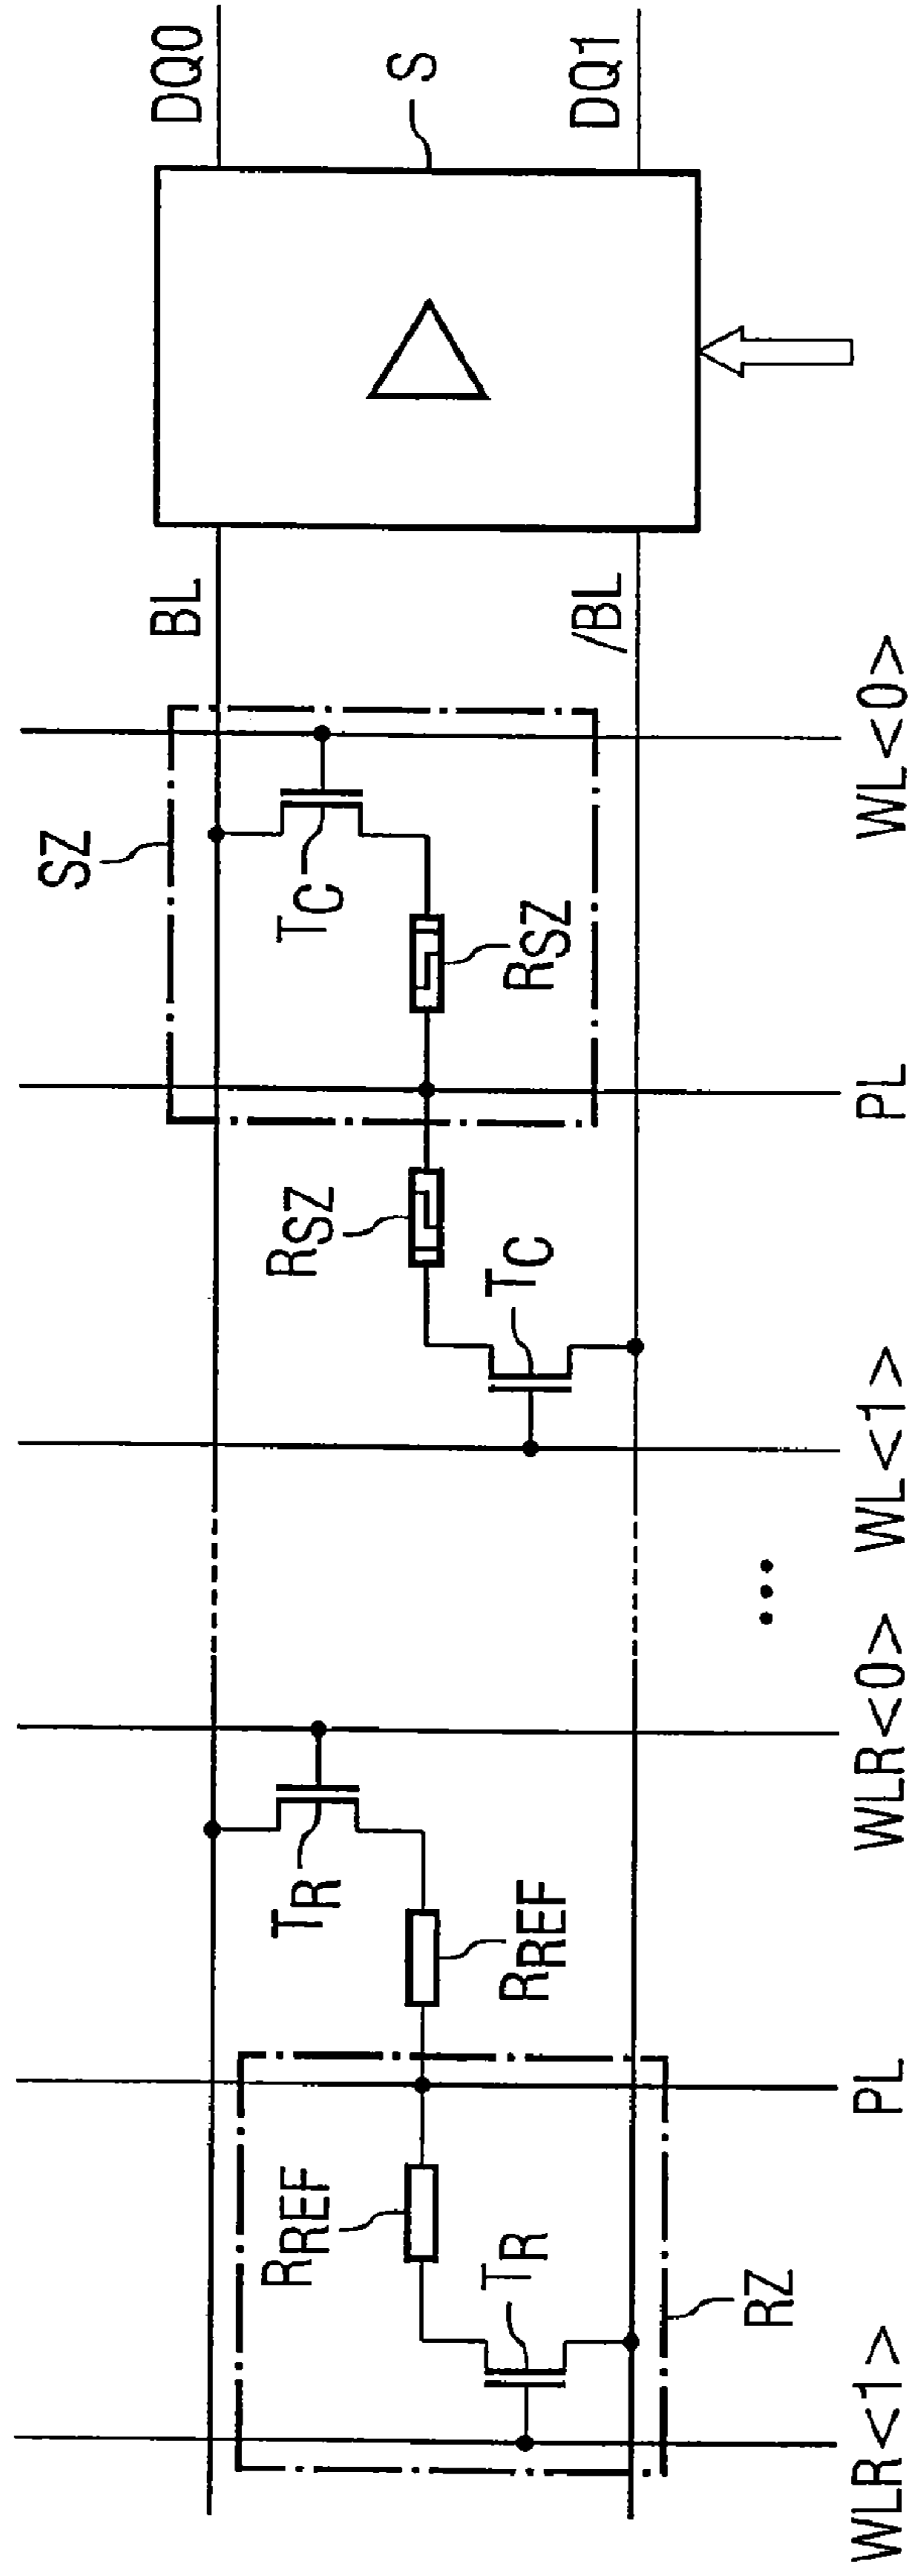 DQ0
S
DQ1
BL
/BL
SZ
TC
RSZ
WL<0>
PL
RSZ
TC
WL<1>
...
WLR<0>
TR
RREF
PL
RREF
TR
RZ
WLR<1>